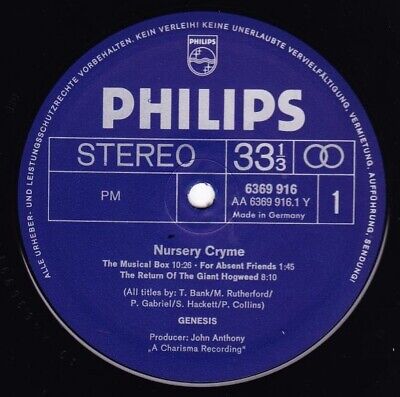 ALLE URHEBER- UND LEISTUNGSSCHUTZRECHTE VORBEHALTEN. KEIN VERLEIH! KEINE UNERLAUBTE VERVIELFÄLTIGUNG, VERMIETUNG, AUFFÜHRUNG, SENDUNG!
PHILIPS
PHILIPS
STEREO 33 1/3
PM
6369 916
AA 6369 916.1 Y
Made in Germany
1
Nursery Cryme
The Musical Box 10:26 · For Absent Friends 1:45
The Return Of The Giant Hogweed 8:10
(All titles by: T. Bank/M. Rutherford/
P. Gabriel/S. Hackett/P. Collins)
GENESIS
Producer: John Anthony
„A Charisma Recording"